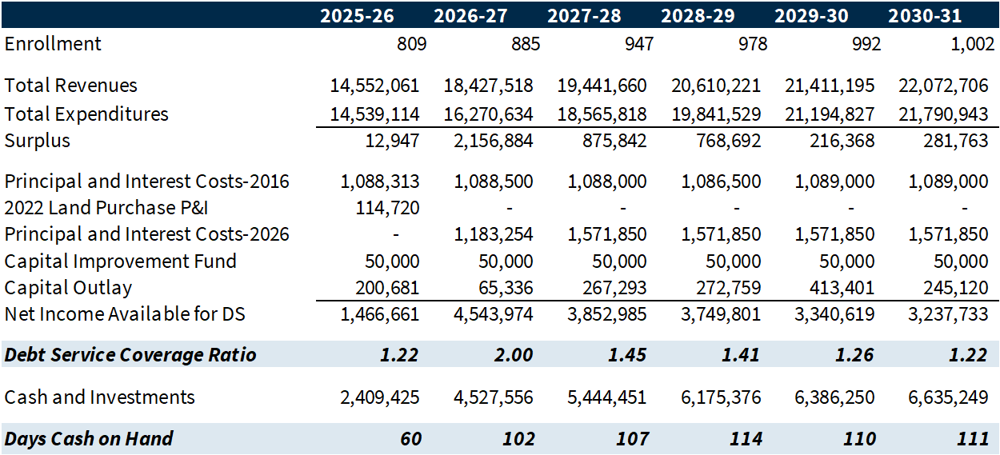 2025-26 2026-27 2027-28 2028-29 2029-30 2030-31
Enrollment 809 885 947 978 992 1,002
Total Revenues 14,552,061 18,427,518 19,441,660 20,610,221 21,411,195 22,072,706
Total Expenditures 14,539,114 16,270,634 18,565,818 19,841,529 21,194,827 21,790,943
Surplus 12,947 2,156,884 875,842 768,692 216,368 281,763
Principal and Interest Costs-2016 1,088,313 1,088,500 1,088,000 1,086,500 1,089,000 1,089,000
2022 Land Purchase P&I 114,720 - - - - -
Principal and Interest Costs-2026 - 1,183,254 1,571,850 1,571,850 1,571,850 1,571,850
Capital Improvement Fund 50,000 50,000 50,000 50,000 50,000 50,000
Capital Outlay 200,681 65,336 267,293 272,759 413,401 245,120
Net Income Available for DS 1,466,661 4,543,974 3,852,985 3,749,801 3,340,619 3,237,733
Debt Service Coverage Ratio 1.22 2.00 1.45 1.41 1.26 1.22
Cash and Investments 2,409,425 4,527,556 5,444,451 6,175,376 6,386,250 6,635,249
Days Cash on Hand 60 102 107 114 110 111